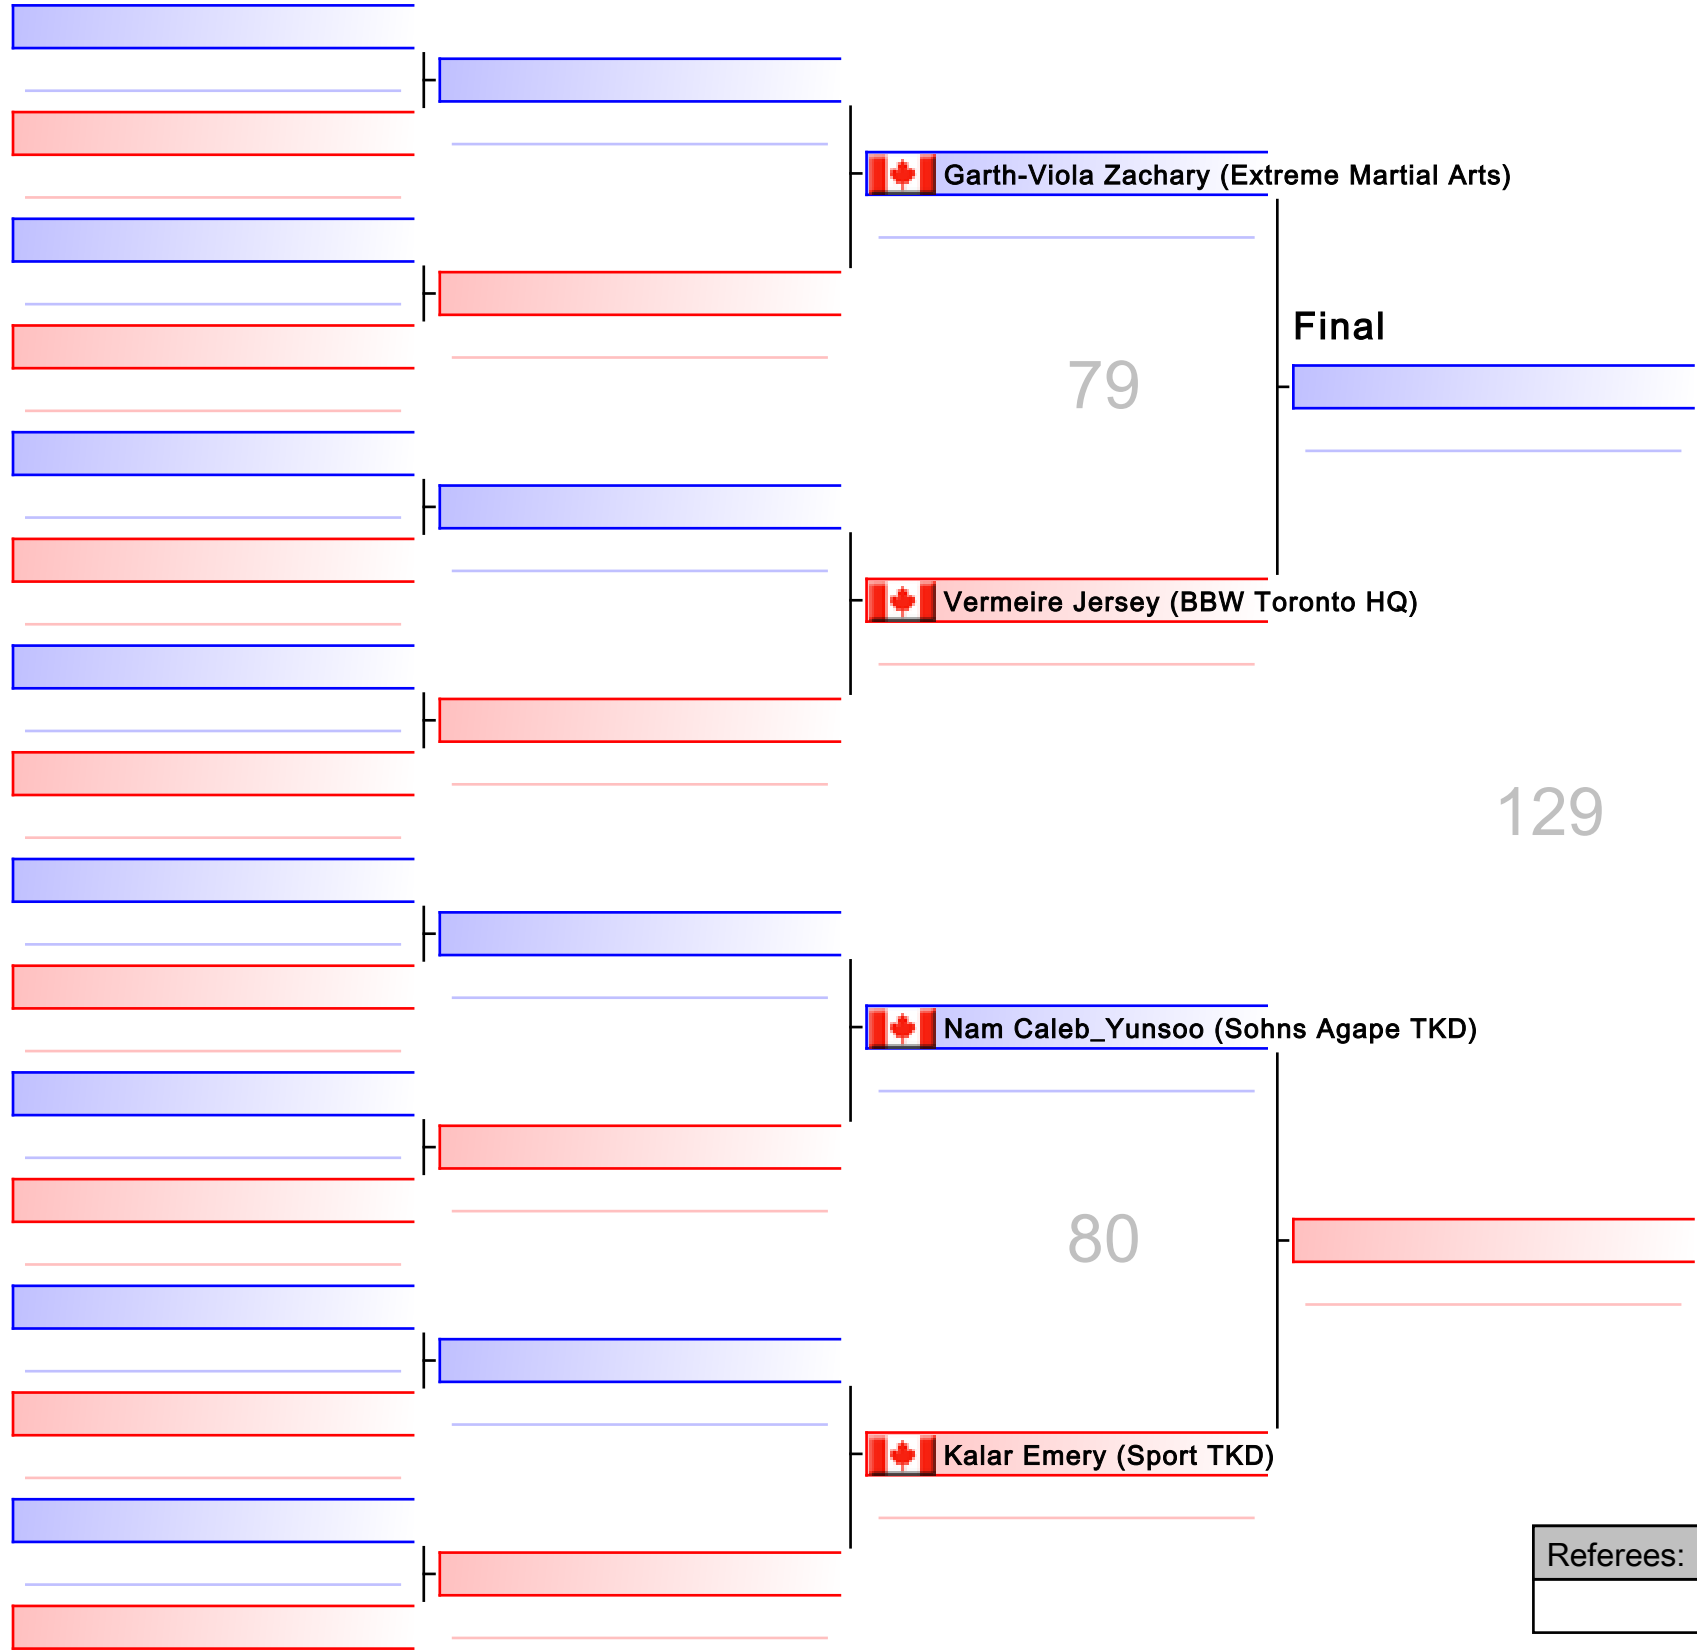 Garth-Viola Zachary (Extreme Martial Arts)
Final
79
Vermeire Jersey (BBW Toronto HQ)
129
Nam Caleb_Yunsoo (Sohns Agape TKD)
80
Kalar Emery (Sport TKD)
Referees: